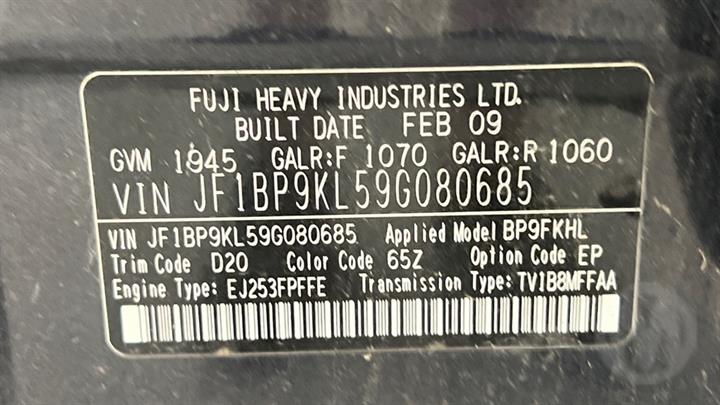 FUJI HEAVY INDUSTRIES LTD.
BUILT DATE FEB 09
GVM 1945 GALR:F 1070 GALR:R 1060
VIN JF1BP9KL59G080685
VIN JF1BP9KL59G080685 Applied Model BP9FKHL
Trim Code D20 Color Code 65Z Option Code EP
Engine Type: EJ253FPFFE Transmission Type: TV1B8MFFAA